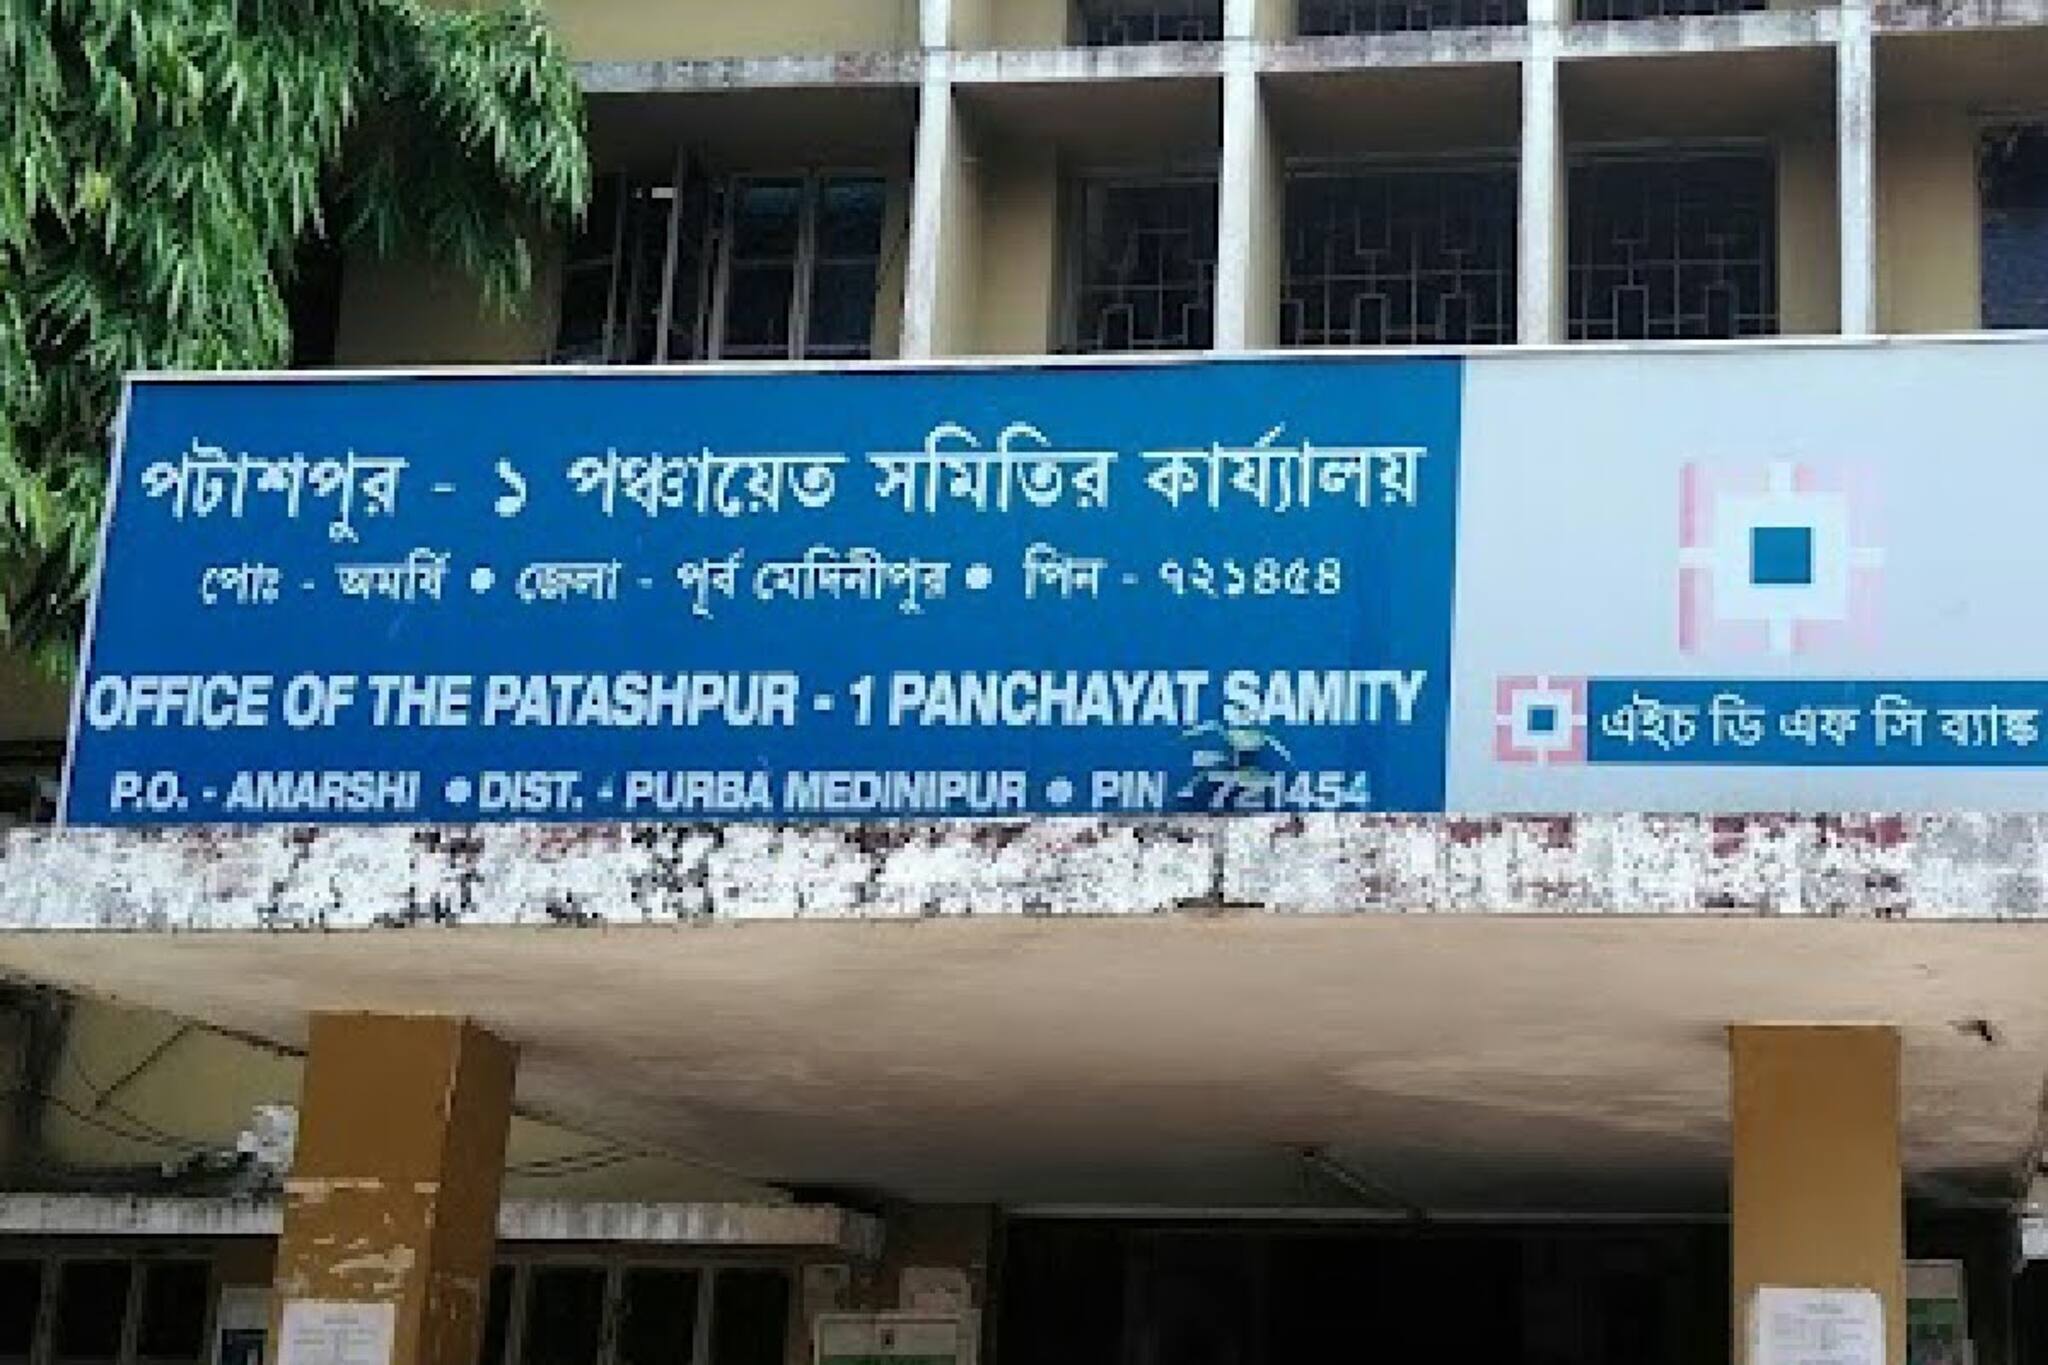 পটাশপুর - ১ পঞ্চায়েত সমিতির কার্য্যালয়
পোঃ - অমর্ষি • জেলা - পূর্ব মেদিনীপুর • পিন - ৭২১৪৫৪
OFFICE OF THE PATASHPUR - 1 PANCHAYAT SAMITY
P.O. - AMARSHI • DIST. - PURBA MEDINIPUR • PIN - 721454
এইচ ডি এফ সি ব্যাঙ্ক